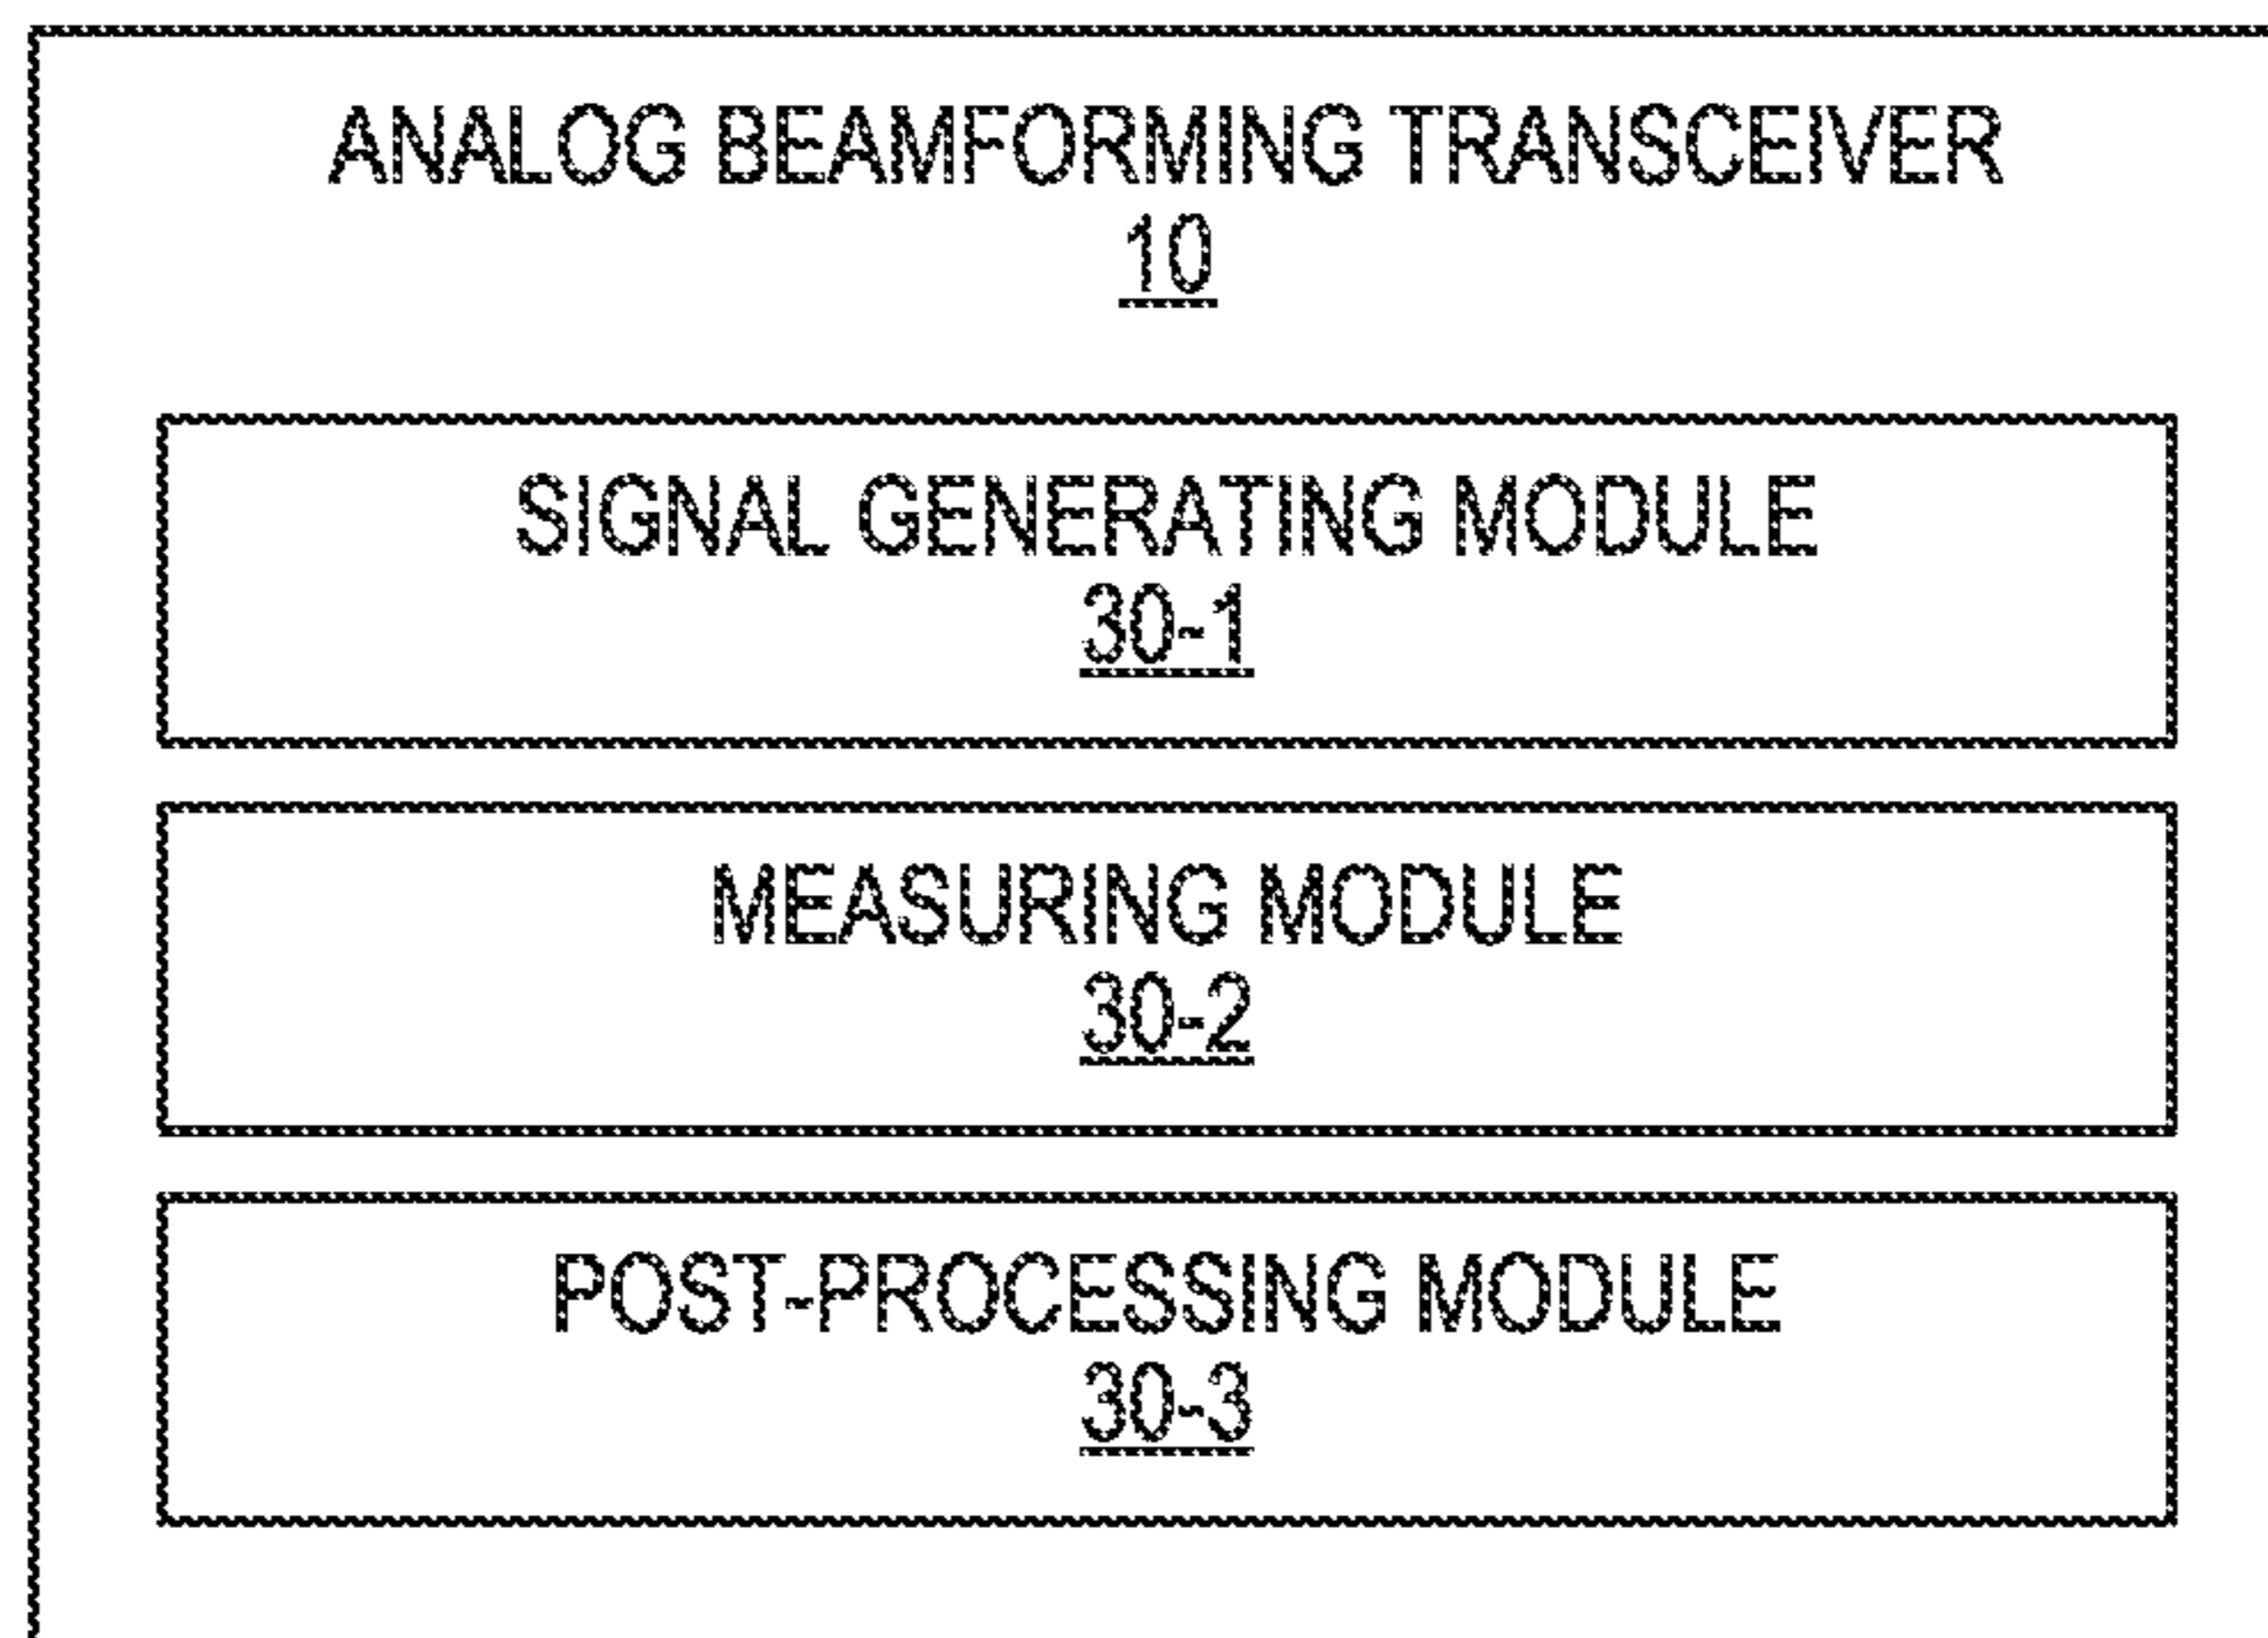 ANALOG BEAMFORMING TRANSCEIVER
10
SIGNAL GENERATING MODULE
30-1
MEASURING MODULE
30-2
POST-PROCESSING MODULE
30-3